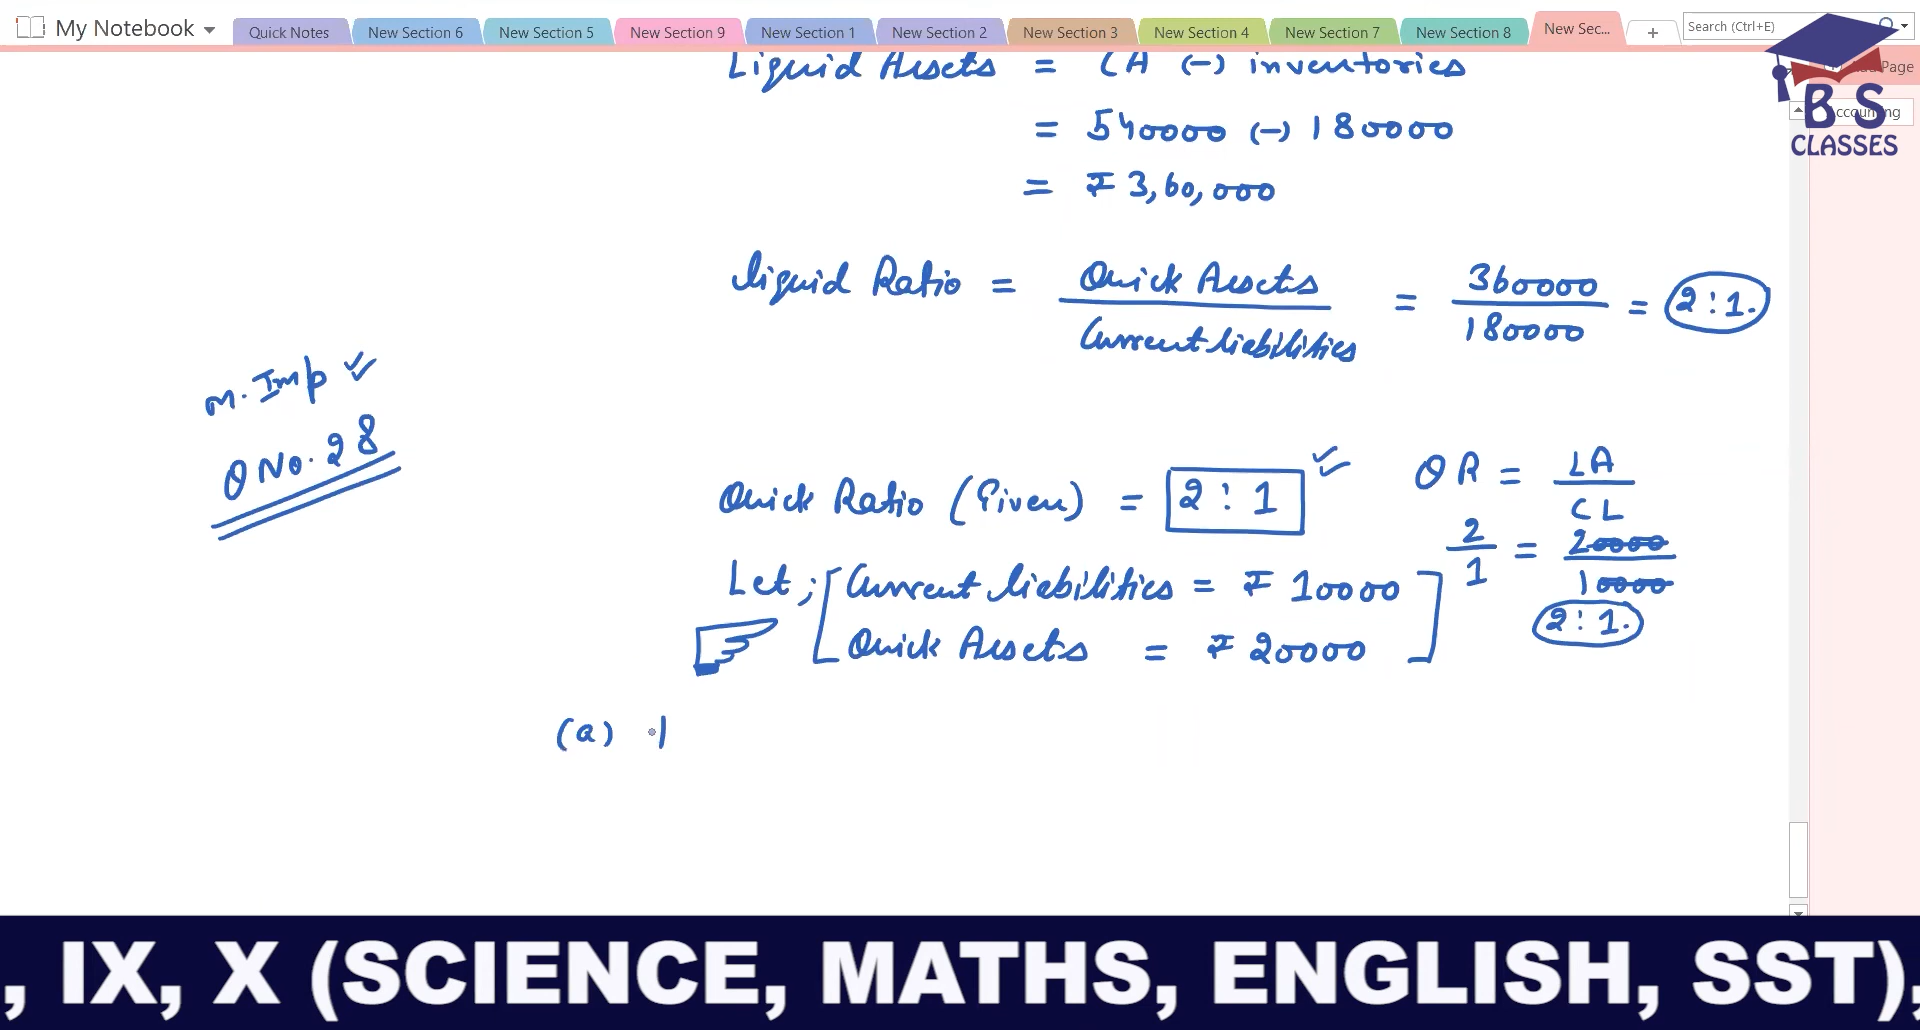 My Notebook
Quick Notes
New Section 6
New Section 5
New Section 9
New Section 1
New Section 2
New Section 3
New Section 4
New Section 7
New Section 8
New Sec...
+
Search (Ctrl+E)
Page
BS
CLASSES
Liquid Assets = CA (-) inventories
= 540000 (-) 180000
= ₹ 3,60,000
liquid Ratio = Quick Assets / Current liabilities = 360000 / 180000 = 2 : 1.
M. Imp
Q No. 28
Quick Ratio (Given) = 2 : 1
QR = LA / CL
2 / 1 = 20000 / 10000
2 : 1.
Let ; Current liabilities = ₹ 10000
Quick Assets = ₹ 20000
(a)
, IX, X (SCIENCE, MATHS, ENGLISH, SST),